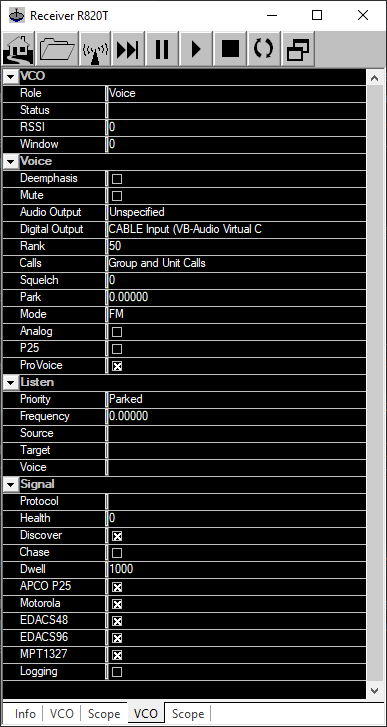 Receiver R820T
VCO
Role Voice
Status
RSSI 0
Window 0
Voice
Deemphasis
Mute
Audio Output Unspecified
Digital Output CABLE Input (VB-Audio Virtual C
Rank 50
Calls Group and Unit Calls
Squelch 0
Park 0.00000
Mode FM
Analog
P25
ProVoice
Listen
Priority Parked
Frequency 0.00000
Source
Target
Voice
Signal
Protocol
Health 0
Discover
Chase
Dwell 1000
APCO P25
Motorola
EDACS48
EDACS96
MPT1327
Logging
Info VCO Scope VCO Scope